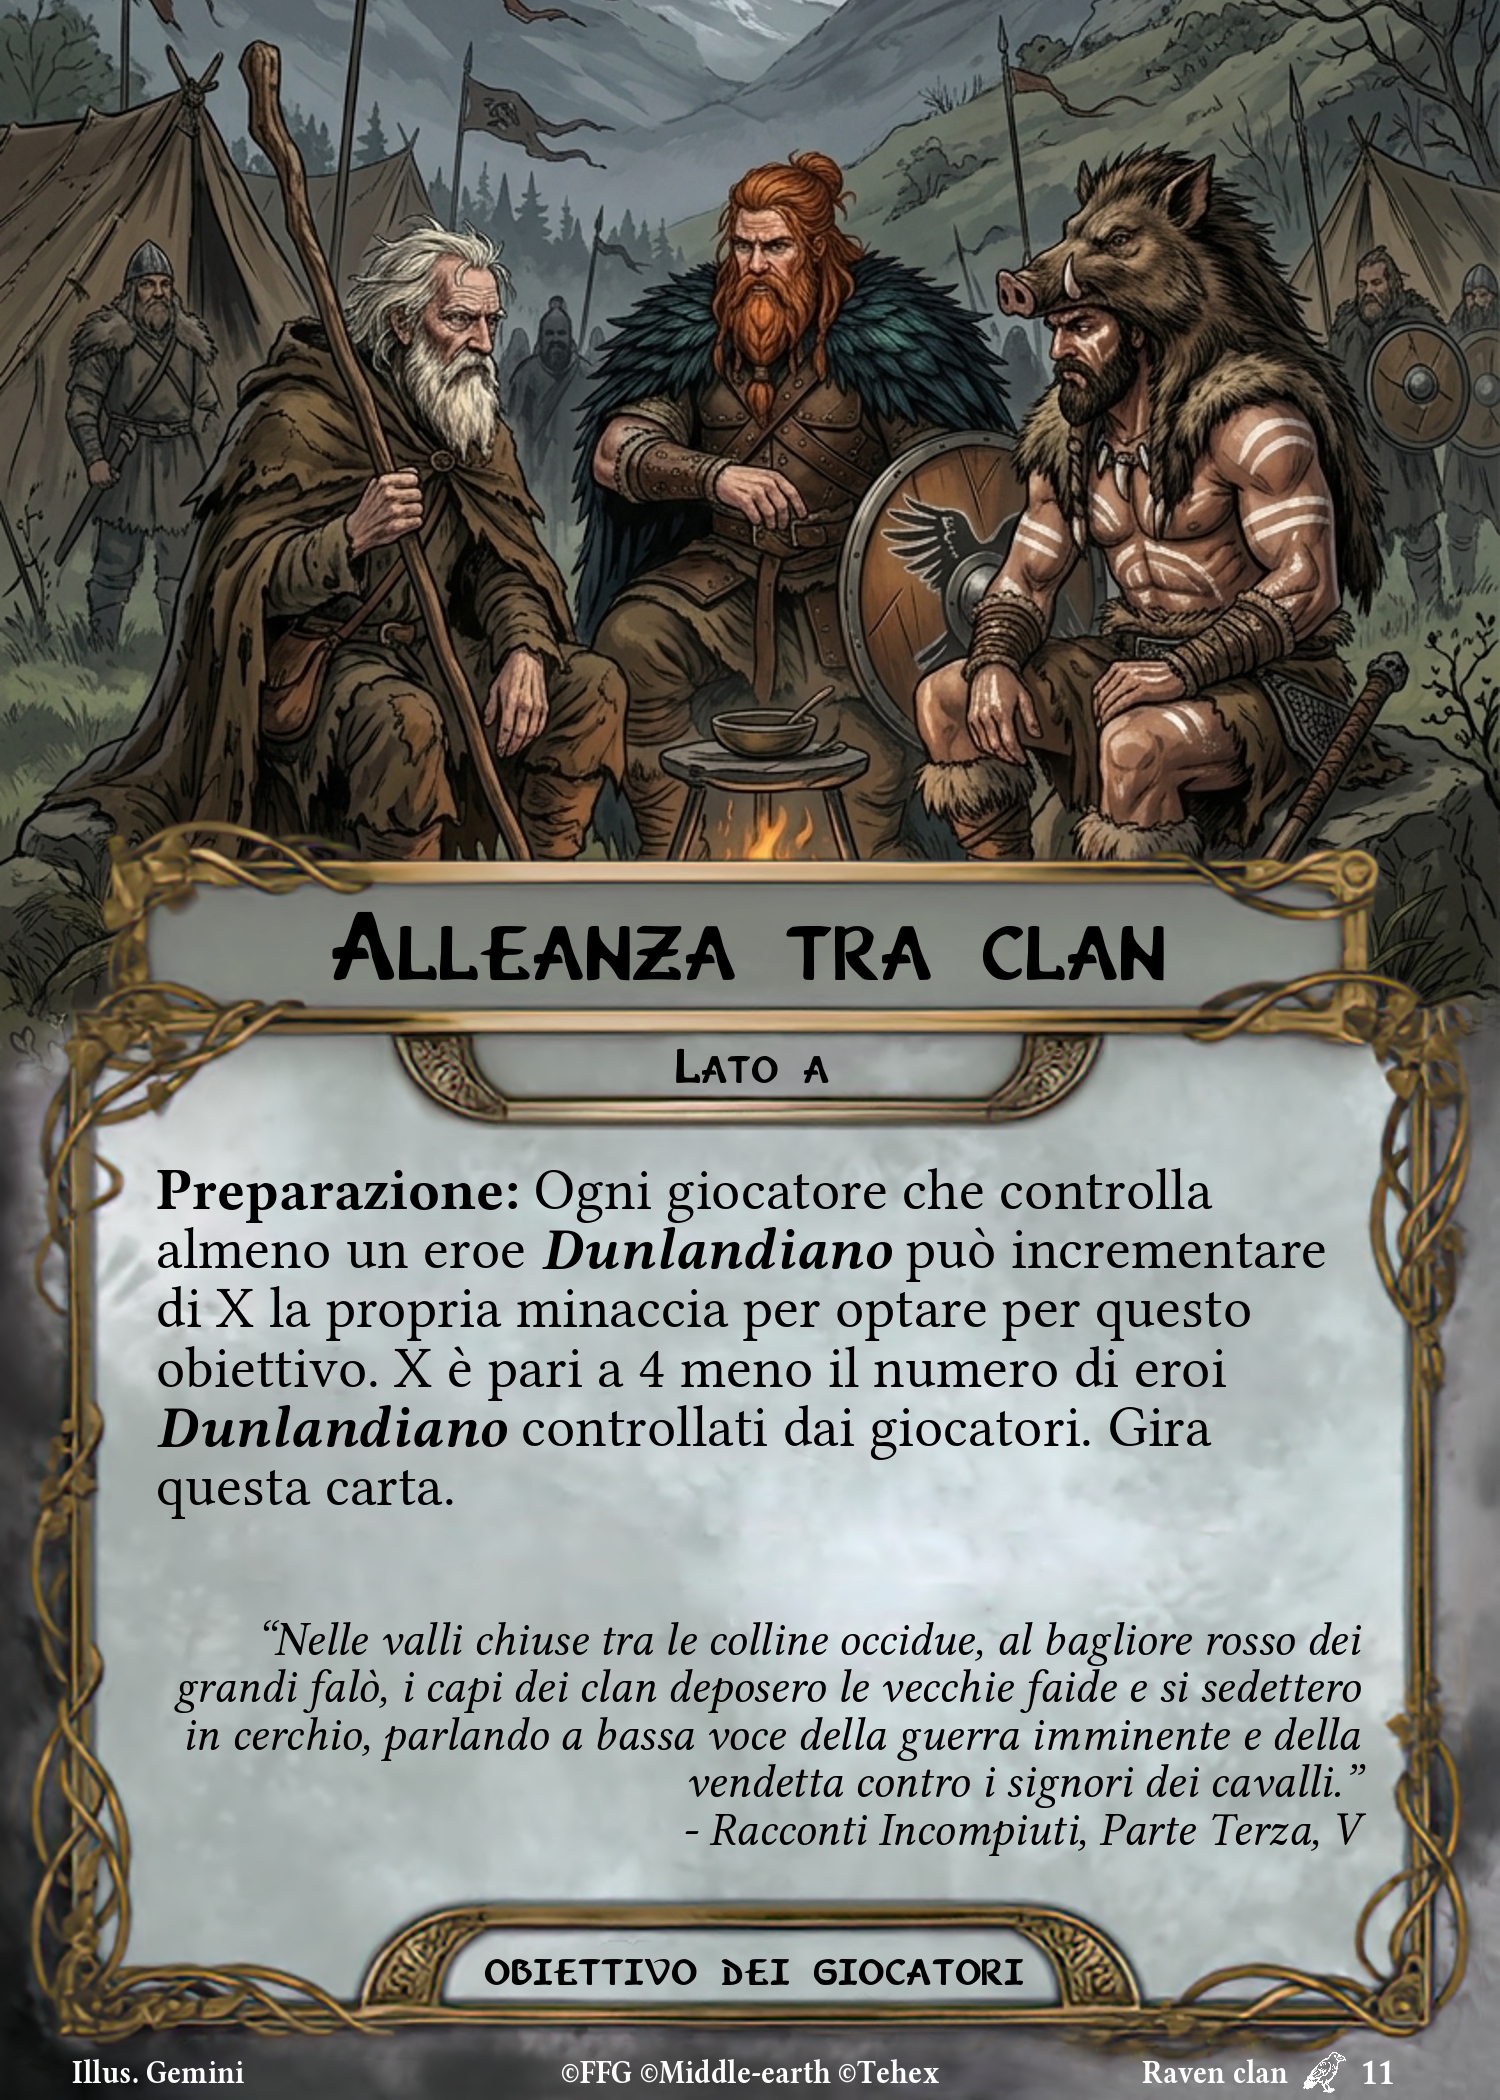 ALLEANZA TRA CLAN
LATO A
Preparazione: Ogni giocatore che controlla
almeno un eroe Dunlandiano può incrementare
di X la propria minaccia per optare per questo
obiettivo. X è pari a 4 meno il numero di eroi
Dunlandiano controllati dai giocatori. Gira
questa carta.
“Nelle valli chiuse tra le colline occidue, al bagliore rosso dei
grandi falò, i capi dei clan deposero le vecchie faide e si sedettero
in cerchio, parlando a bassa voce della guerra imminente e della
vendetta contro i signori dei cavalli.”
- Racconti Incompiuti, Parte Terza, V
OBIETTIVO DEI GIOCATORI
Illus. Gemini ©FFG ©Middle-earth ©Tehex Raven clan 11